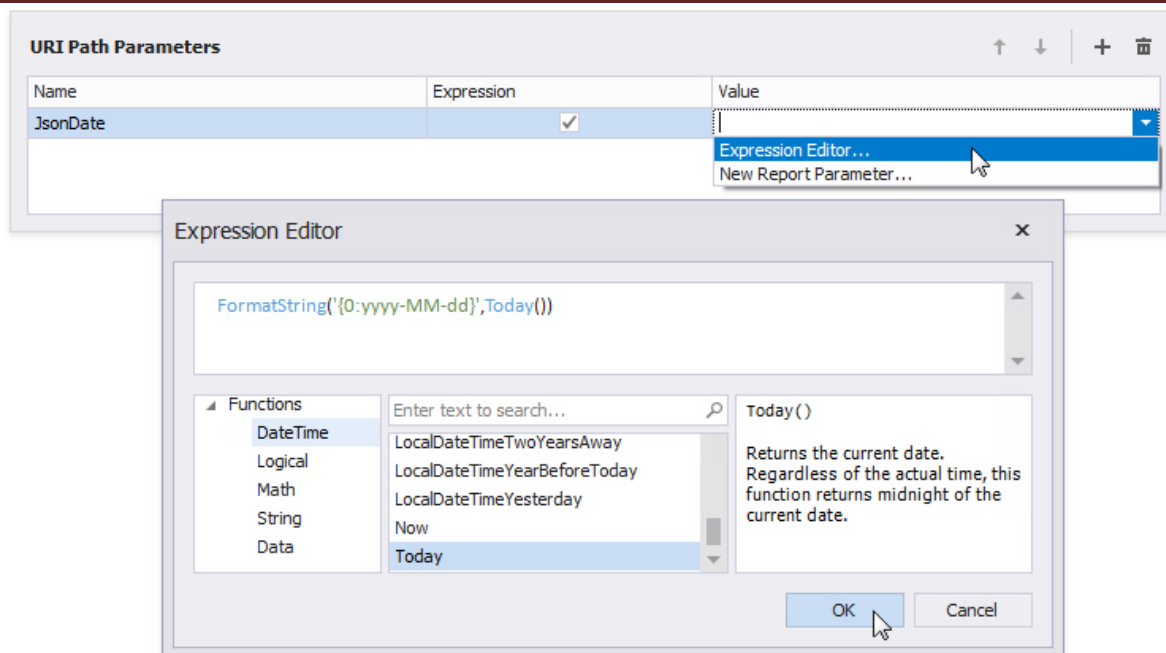 URI Path Parameters
Name Expression Value
JsonDate
Expression Editor...
New Report Parameter...
Expression Editor
FormatString('{0:yyyy-MM-dd}',Today())
Functions
DateTime
Logical
Math
String
Data
Enter text to search...
LocalDateTimeTwoYearsAway
LocalDateTimeYearBeforeToday
LocalDateTimeYesterday
Now
Today
Today()
Returns the current date.
Regardless of the actual time, this
function returns midnight of the
current date.
OK Cancel